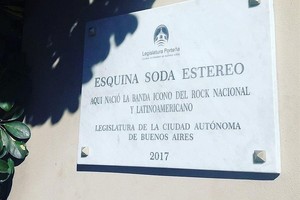 Legislatura Porteña
ESQUINA SODA ESTEREO
AQUI NACIÓ LA BANDA ICONO DEL ROCK NACIONAL
Y LATINOAMERICANO
LEGISLATURA DE LA CIUDAD AUTÓNOMA
DE BUENOS AIRES
2017